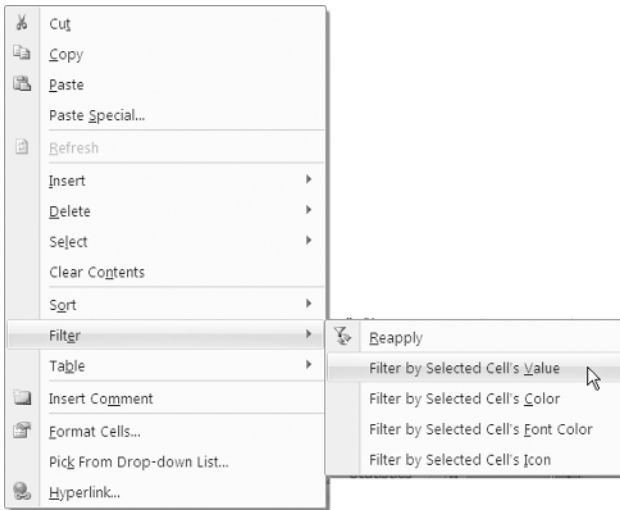 Cut
Copy
Paste
Paste Special...
Refresh
Insert
Delete
Select
Clear Contents
Sort
Filter
Table
Insert Comment
Format Cells...
Pick From Drop-down List...
Hyperlink...
Reapply
Filter by Selected Cell's Value
Filter by Selected Cell's Color
Filter by Selected Cell's Font Color
Filter by Selected Cell's Icon